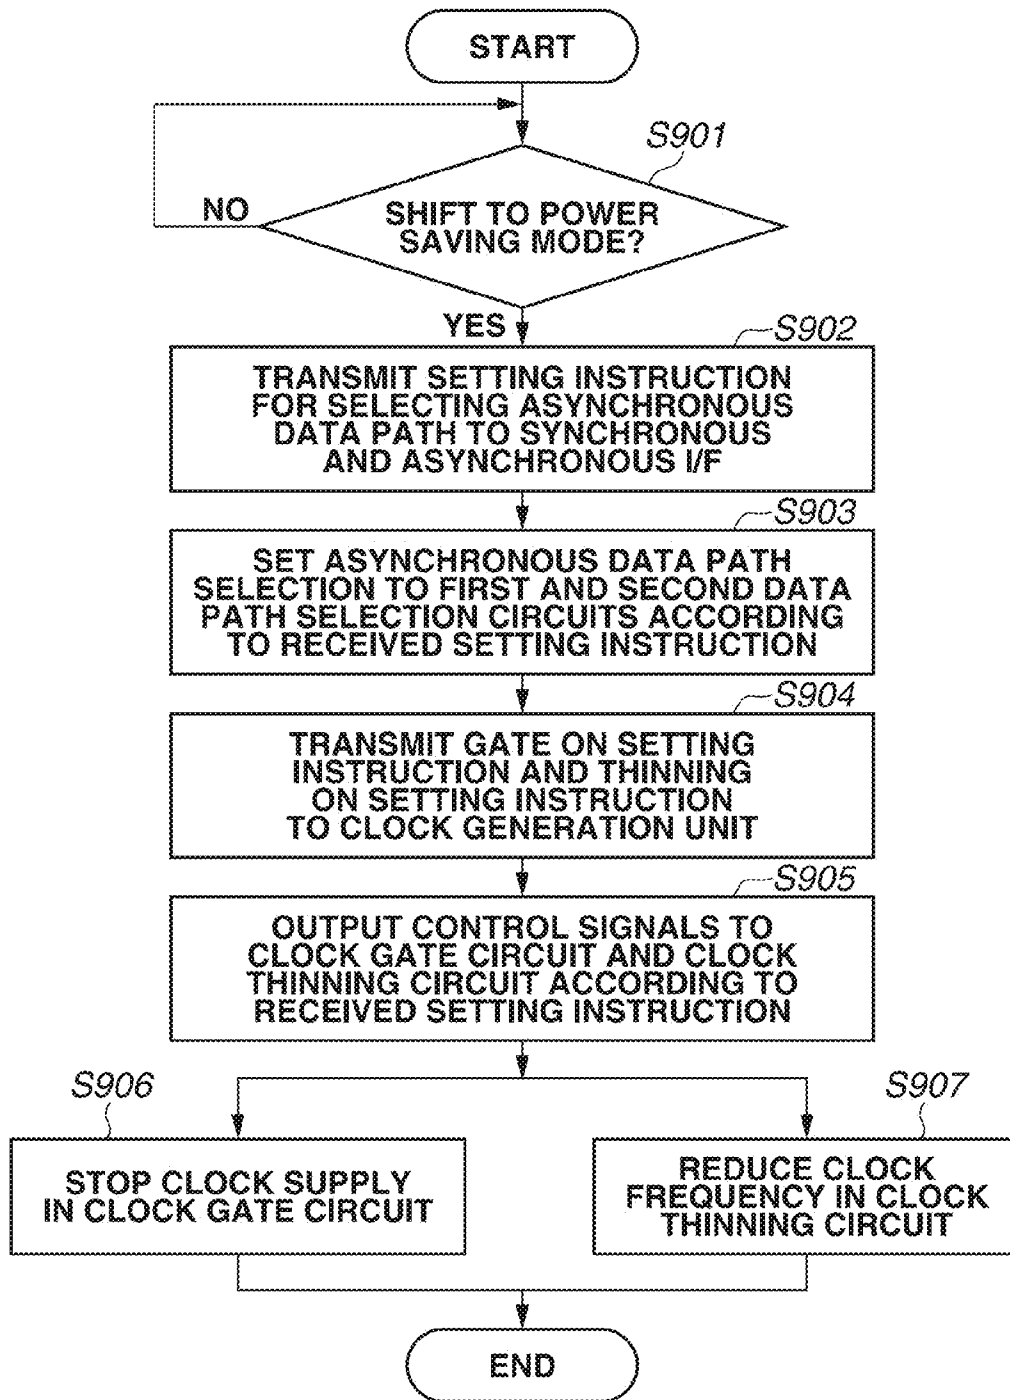 START
S901
NO
SHIFT TO POWER
SAVING MODE?
YES
S902
TRANSMIT SETTING INSTRUCTION
FOR SELECTING ASYNCHRONOUS
DATA PATH TO SYNCHRONOUS
AND ASYNCHRONOUS I/F
S903
SET ASYNCHRONOUS DATA PATH
SELECTION TO FIRST AND SECOND DATA
PATH SELECTION CIRCUITS ACCORDING
TO RECEIVED SETTING INSTRUCTION
S904
TRANSMIT GATE ON SETTING
INSTRUCTION AND THINNING
ON SETTING INSTRUCTION
TO CLOCK GENERATION UNIT
S905
OUTPUT CONTROL SIGNALS TO
CLOCK GATE CIRCUIT AND CLOCK
THINNING CIRCUIT ACCORDING TO
RECEIVED SETTING INSTRUCTION
S906
STOP CLOCK SUPPLY
IN CLOCK GATE CIRCUIT
S907
REDUCE CLOCK
FREQUENCY IN CLOCK
THINNING CIRCUIT
END